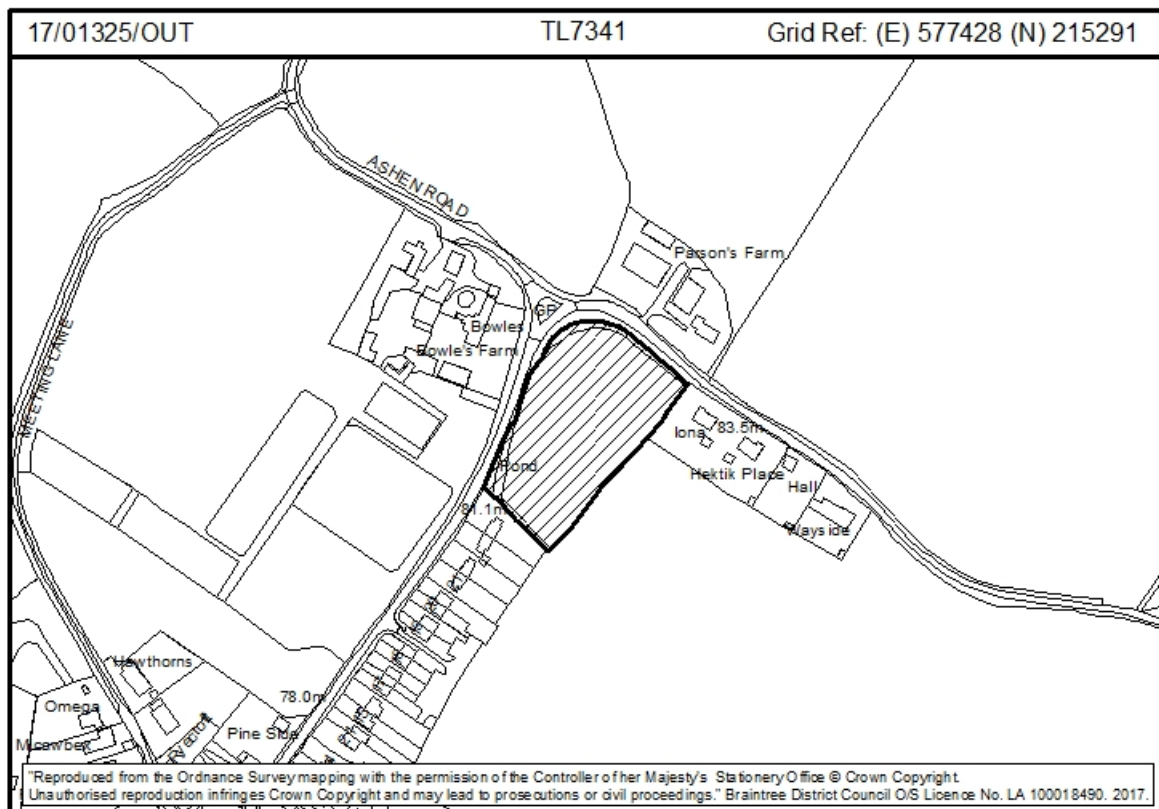 17/01325/OUT TL7341 Grid Ref: (E) 577428 (N) 215291
ASHEN ROAD
Parson's Farm
GP
Bowles
Bowle's Farm
MEETING LANE
Iona
83.5m
Pond
Hektik Place
Hall
81.1m
Wayside
Hawthorns
78.0m
Omega
Pine Side
Micawber
"Reproduced from the Ordnance Survey mapping with the permission of the Controller of her Majesty's Stationery Office © Crown Copyright.
Unauthorised reproduction infringes Crown Copyright and may lead to prosecutions or civil proceedings." Braintree District Council O/S Licence No. LA 100018490. 2017.